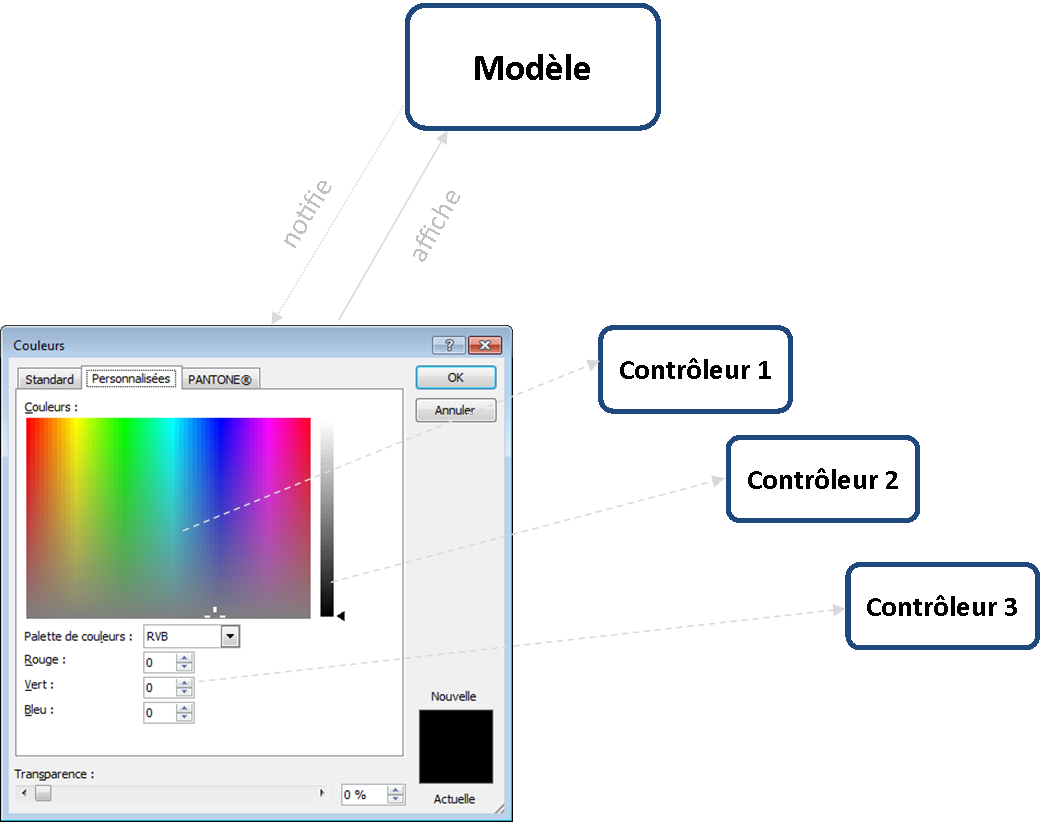 Modèle
notifie
affiche
Couleurs
?
Standard
Personnalisées
PANTONE®
OK
Annuler
Couleurs :
Contrôleur 1
Contrôleur 2
Contrôleur 3
Palette de couleurs : RVB
Rouge : 0
Vert : 0
Bleu : 0
Nouvelle
Actuelle
Transparence :
0 %